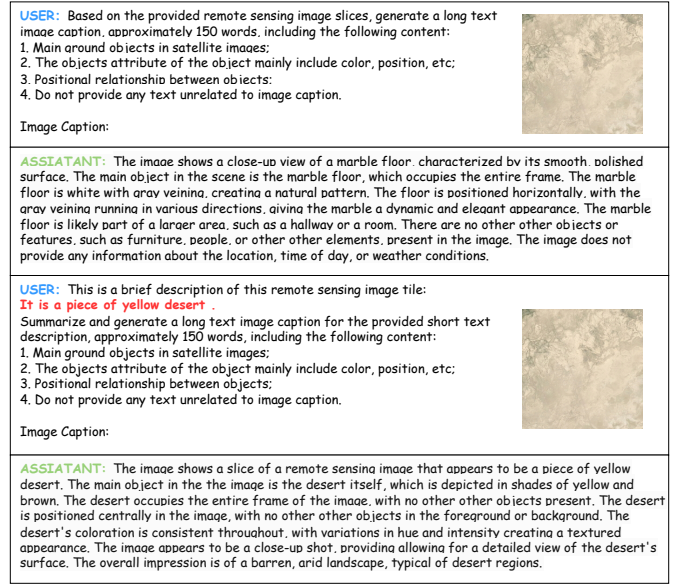 USER: Based on the provided remote sensing image slices, generate a long text
image caption, approximately 150 words, including the following content:
1. Main ground objects in satellite images;
2. The objects attribute of the object mainly include color, position, etc;
3. Positional relationship between objects;
4. Do not provide any text unrelated to image caption.
Image Caption:
ASSIATANT: The image shows a close-up view of a marble floor, characterized by its smooth, polished
surface. The main object in the scene is the marble floor, which occupies the entire frame. The marble
floor is white with gray veining, creating a natural pattern. The floor is positioned horizontally, with the
gray veining running in various directions, giving the marble a dynamic and elegant appearance. The marble
floor is likely part of a larger area, such as a hallway or a room. There are no other other objects or
features, such as furniture, people, or other other elements, present in the image. The image does not
provide any information about the location, time of day, or weather conditions.
USER: This is a brief description of this remote sensing image tile:
It is a piece of yellow desert .
Summarize and generate a long text image caption for the provided short text
description, approximately 150 words, including the following content:
1. Main ground objects in satellite images;
2. The objects attribute of the object mainly include color, position, etc;
3. Positional relationship between objects;
4. Do not provide any text unrelated to image caption.
Image Caption:
ASSIATANT: The image shows a slice of a remote sensing image that appears to be a piece of yellow
desert. The main object in the the image is the desert itself, which is depicted in shades of yellow and
brown. The desert occupies the entire frame of the image, with no other other objects present. The desert
is positioned centrally in the image, with no other other objects in the foreground or background. The
desert's coloration is consistent throughout, with variations in hue and intensity creating a textured
appearance. The image appears to be a close-up shot, providing allowing for a detailed view of the desert's
surface. The overall impression is of a barren, arid landscape, typical of desert regions.